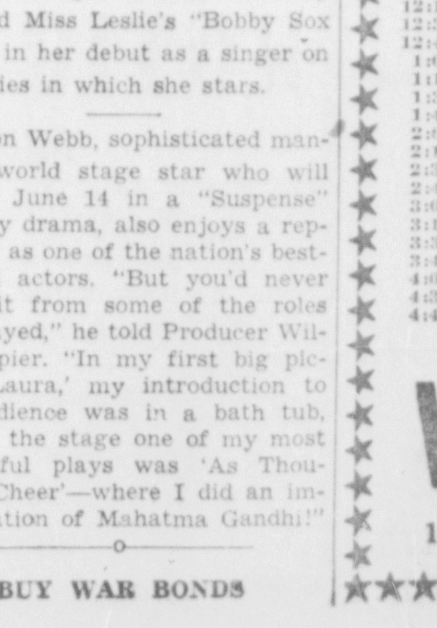 d Miss Leslie's "Bobby Sox
in her debut as a singer on
ies in which she stars.
on Webb, sophisticated man-
world stage star who will
June 14 in a "Suspense"
y drama, also enjoys a rep-
as one of the nation's best-
actors. "But you'd never
it from some of the roles
ayed," he told Producer Wil-
pier. "In my first big pic-
Laura,' my introduction to
dience was in a bath tub,
the stage one of my most
ful plays was 'As Thou-
Cheer'—where I did an im-
ation of Mahatma Gandhi!"
BUY WAR BONDS